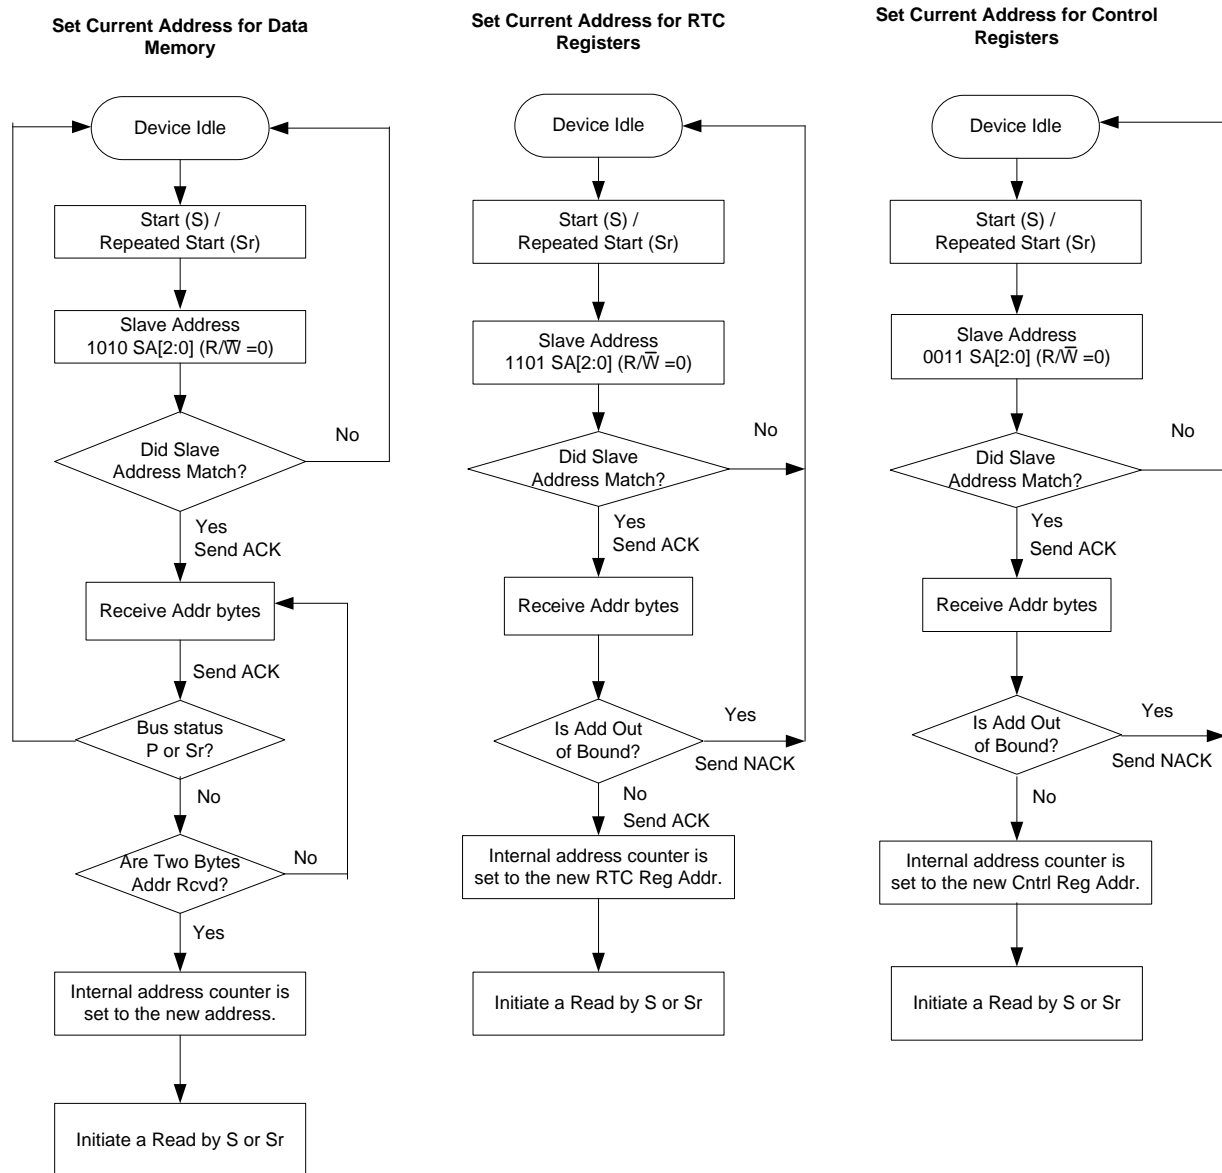 Set Current Address for Data
Memory
Device Idle
Start (S) /
Repeated Start (Sr)
Slave Address
1010 SA[2:0] (R/W̅ =0)
Did Slave
Address Match?
No
Yes
Send ACK
Receive Addr bytes
Send ACK
Bus status
P or Sr?
No
Are Two Bytes
Addr Rcvd?
No
Yes
Internal address counter is
set to the new address.
Initiate a Read by S or Sr
Set Current Address for RTC
Registers
Device Idle
Start (S) /
Repeated Start (Sr)
Slave Address
1101 SA[2:0] (R/W̅ =0)
Did Slave
Address Match?
No
Yes
Send ACK
Receive Addr bytes
Is Add Out
of Bound?
Yes
Send NACK
No
Send ACK
Internal address counter is
set to the new RTC Reg Addr.
Initiate a Read by S or Sr
Set Current Address for Control
Registers
Device Idle
Start (S) /
Repeated Start (Sr)
Slave Address
0011 SA[2:0] (R/W̅ =0)
Did Slave
Address Match?
No
Yes
Send ACK
Receive Addr bytes
Is Add Out
of Bound?
Yes
Send NACK
No
Internal address counter is
set to the new Cntrl Reg Addr.
Initiate a Read by S or Sr